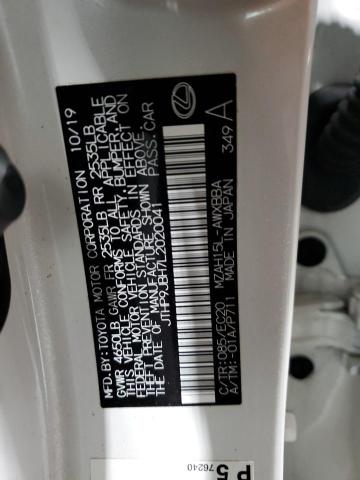 MFD.BY:TOYOTA MOTOR CORPORATION 10/19
GVWR 4650LB GAWR FR 2535LB RR 2535LB
THIS VEHICLE CONFORMS TO ALL APPLICABLE
FEDERAL MOTOR VEHICLE SAFETY, BUMPER, AND
THEFT PREVENTION STANDARDS IN EFFECT ON
THE DATE OF MANUFACTURE SHOWN ABOVE.
JTHP9JBH7L2020041 PASS.CAR
C/TR:085/EC20 MZAH15L-AWXBBA
A/TM:01A/P711 MADE IN JAPAN 349 A
P 5
76240